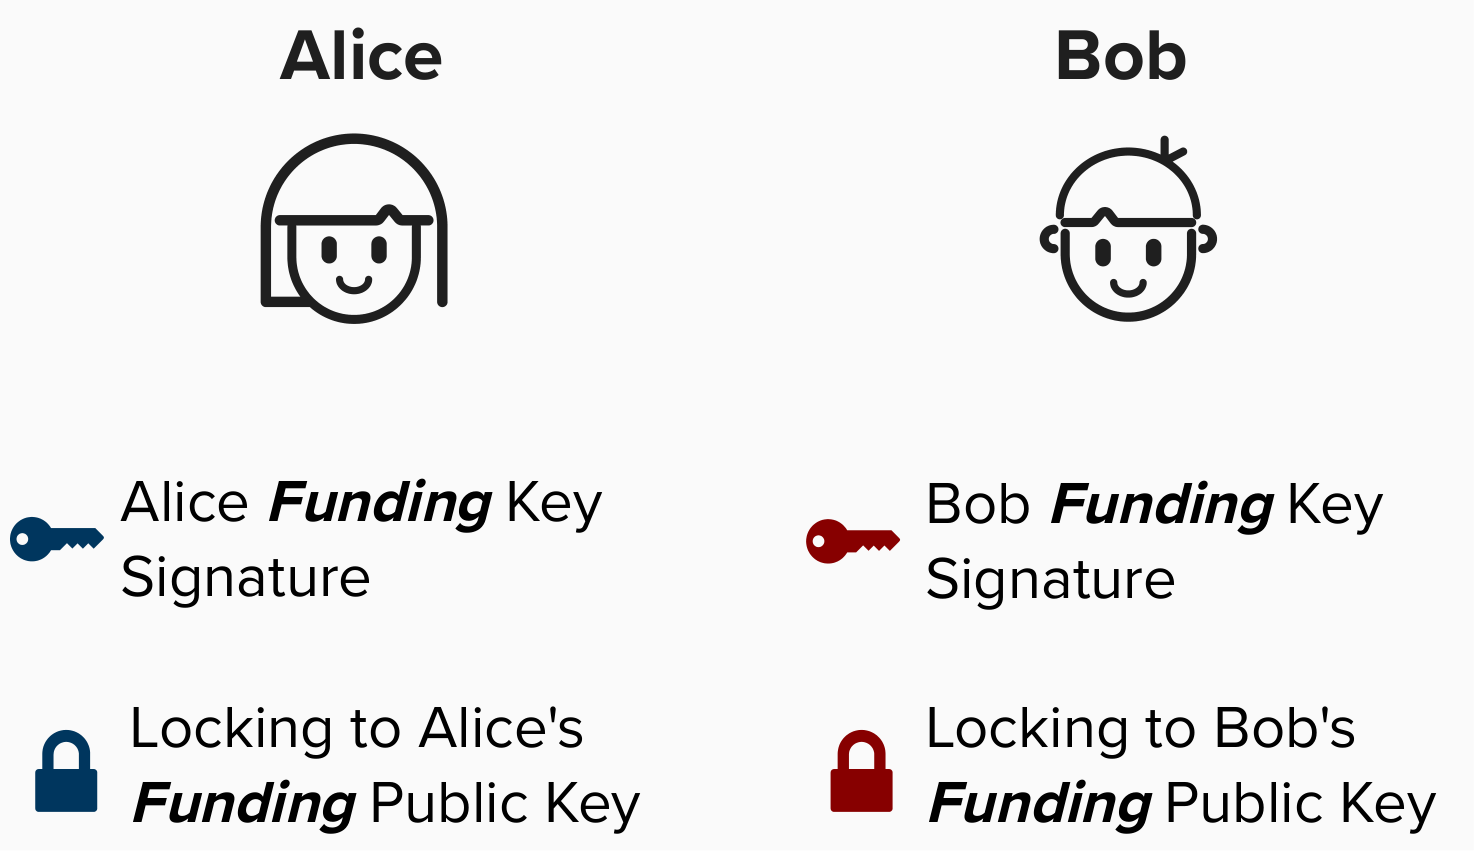 Alice
Bob
Alice Funding Key
Signature
Bob Funding Key
Signature
Locking to Alice's
Funding Public Key
Locking to Bob's
Funding Public Key